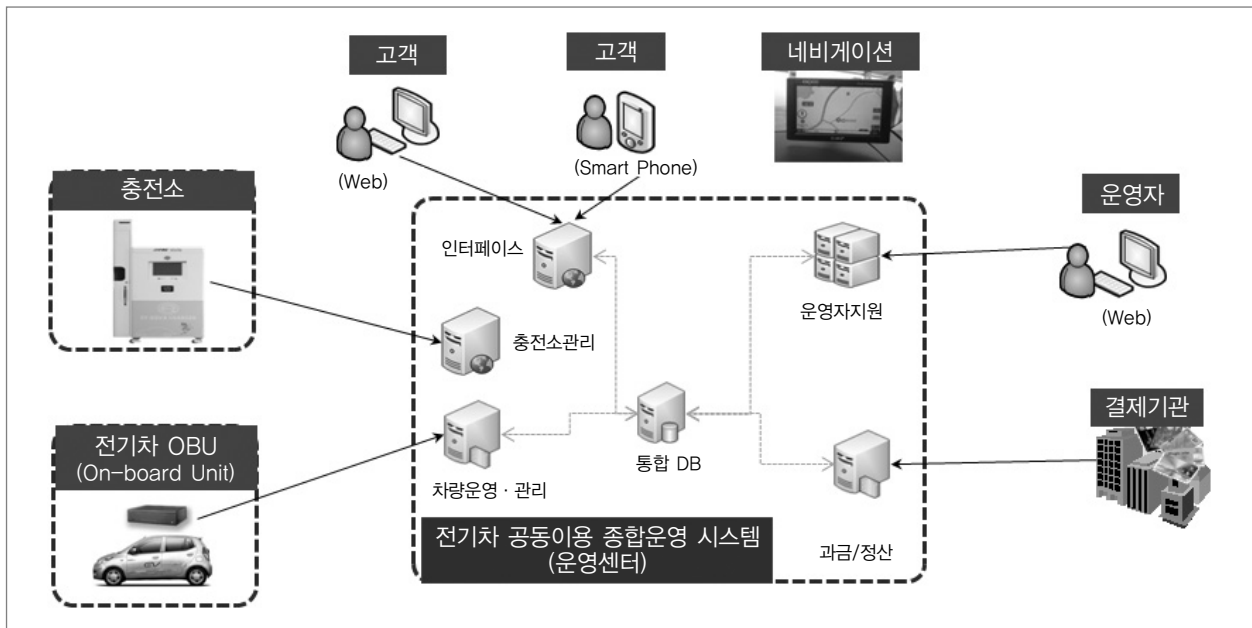 고객
고객
네비게이션
(Web)
(Smart Phone)
충전소
운영자
인터페이스
운영자지원
(Web)
충전소관리
전기차 OBU
(On-board Unit)
결제기관
통합 DB
차량운영 · 관리
전기차 공동이용 종합운영 시스템
(운영센터)
과금/정산